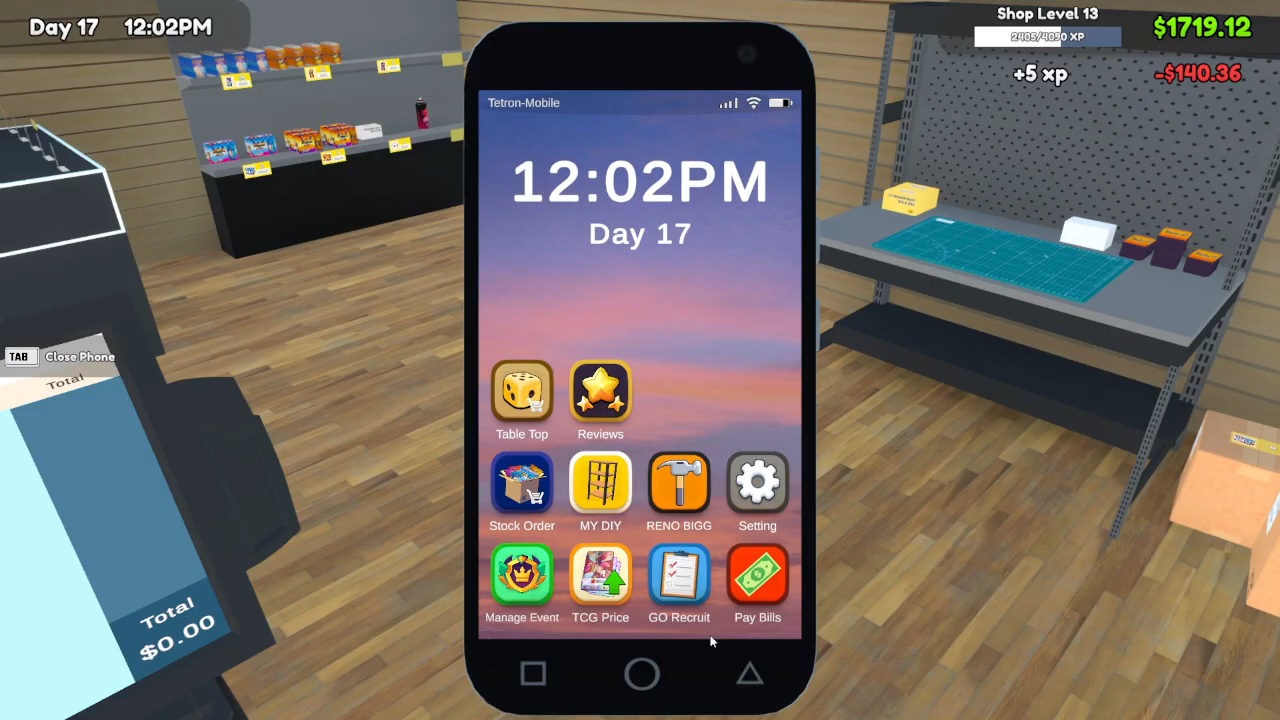 Day 17 12:02PM
Shop Level 13
2405/4090 XP
$1719.12
+5 xp
-$140.36
TAB Close Phone
Total
Total
$0.00
Tetron-Mobile
12:02PM
Day 17
Table Top
Reviews
Stock Order
MY DIY
RENO BIGG
Setting
Manage Event
TCG Price
GO Recruit
Pay Bills